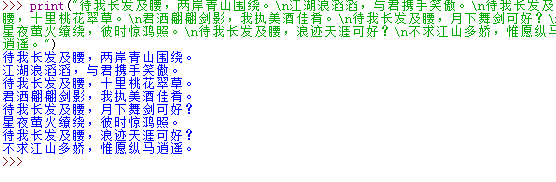 >>> print("待我长发及腰，两岸青山围绕。\n江湖浪滔滔，与君携手笑傲。\n待我长发及
腰，十里桃花翠草。\n君洒翩翩剑影，我执美酒佳肴。\n待我长发及腰，月下舞剑可好？\
星夜萤火缭绕，彼时惊鸿照。\n待我长发及腰，浪迹天涯可好？\n不求江山多娇，惟愿纵马
逍遥。")
待我长发及腰，两岸青山围绕。
江湖浪滔滔，与君携手笑傲。
待我长发及腰，十里桃花翠草。
君洒翩翩剑影，我执美酒佳肴。
待我长发及腰，月下舞剑可好？
星夜萤火缭绕，彼时惊鸿照。
待我长发及腰，浪迹天涯可好？
不求江山多娇，惟愿纵马逍遥。
>>>